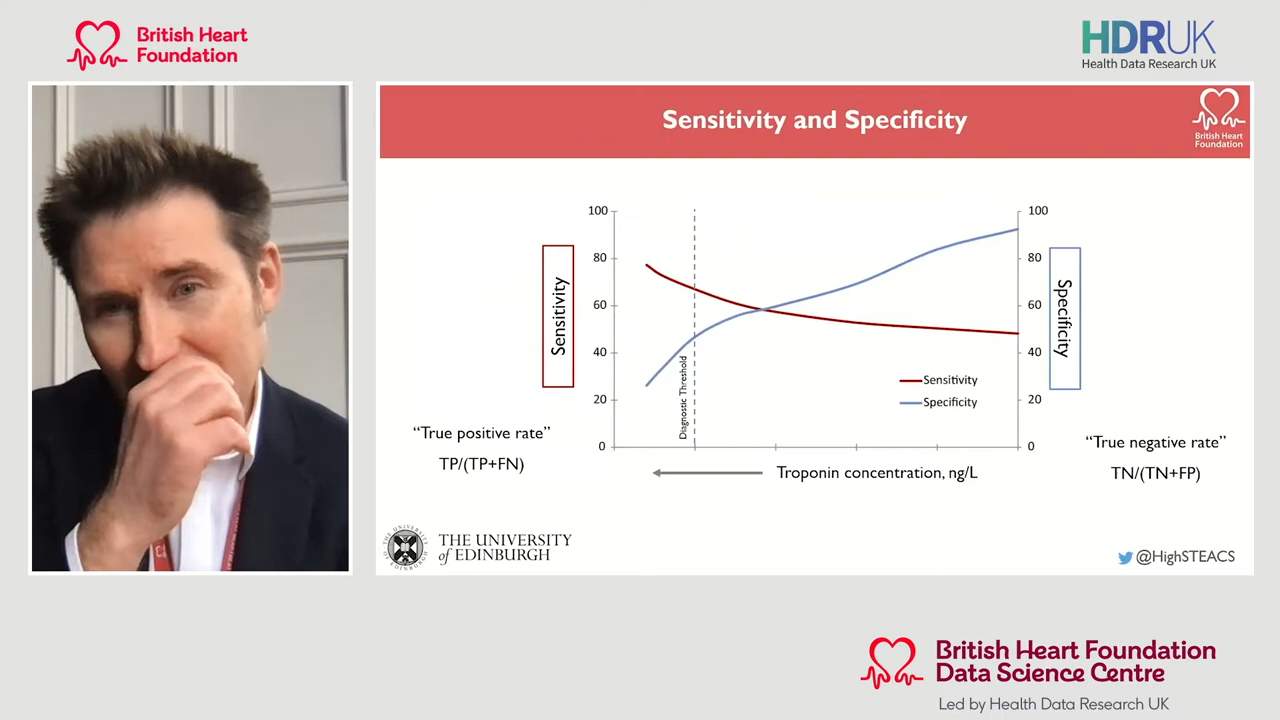 British Heart
Foundation
HDRUK
Health Data Research UK
Sensitivity and Specificity
British Heart
Foundation
100
80
60
40
20
0
Sensitivity
Diagnostic Threshold
Sensitivity
Specificity
100
80
60
40
20
0
Specificity
"True positive rate"
TP/(TP+FN)
Troponin concentration, ng/L
"True negative rate"
TN/(TN+FP)
THE UNIVERSITY
of EDINBURGH
@HighSTEACS
British Heart Foundation
Data Science Centre
Led by Health Data Research UK